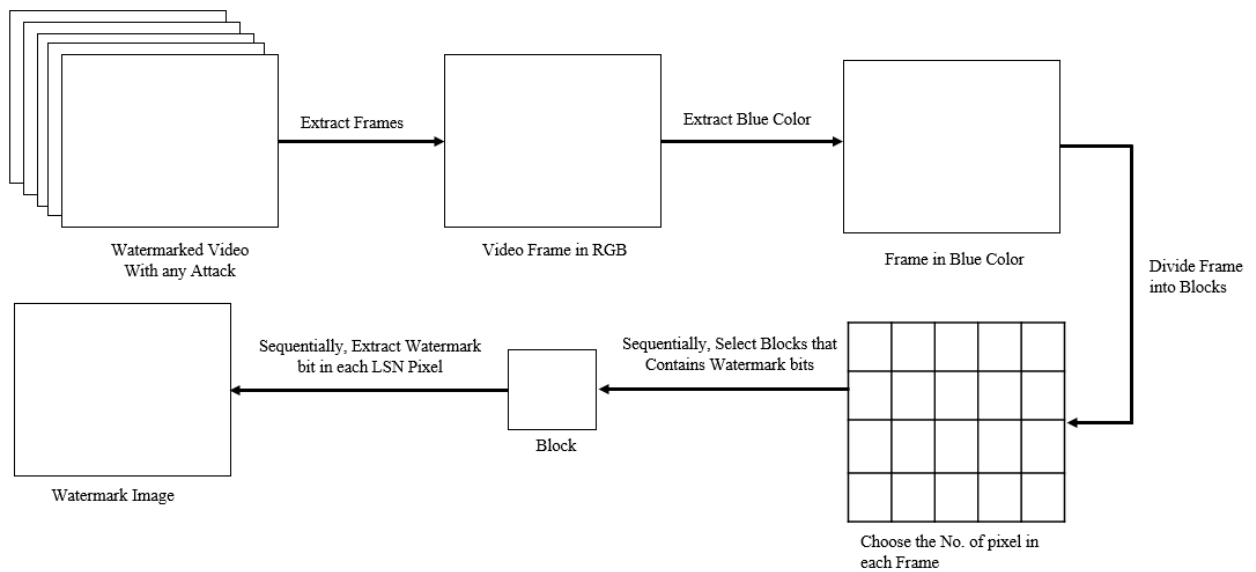 Extract Frames
Extract Blue Color
Watermarked Video
With any Attack
Video Frame in RGB
Frame in Blue Color
Divide Frame
into Blocks
Sequentially, Select Blocks that
Contains Watermark bits
Sequentially, Extract Watermark
bit in each LSN Pixel
Block
Watermark Image
Choose the No. of pixel in
each Frame